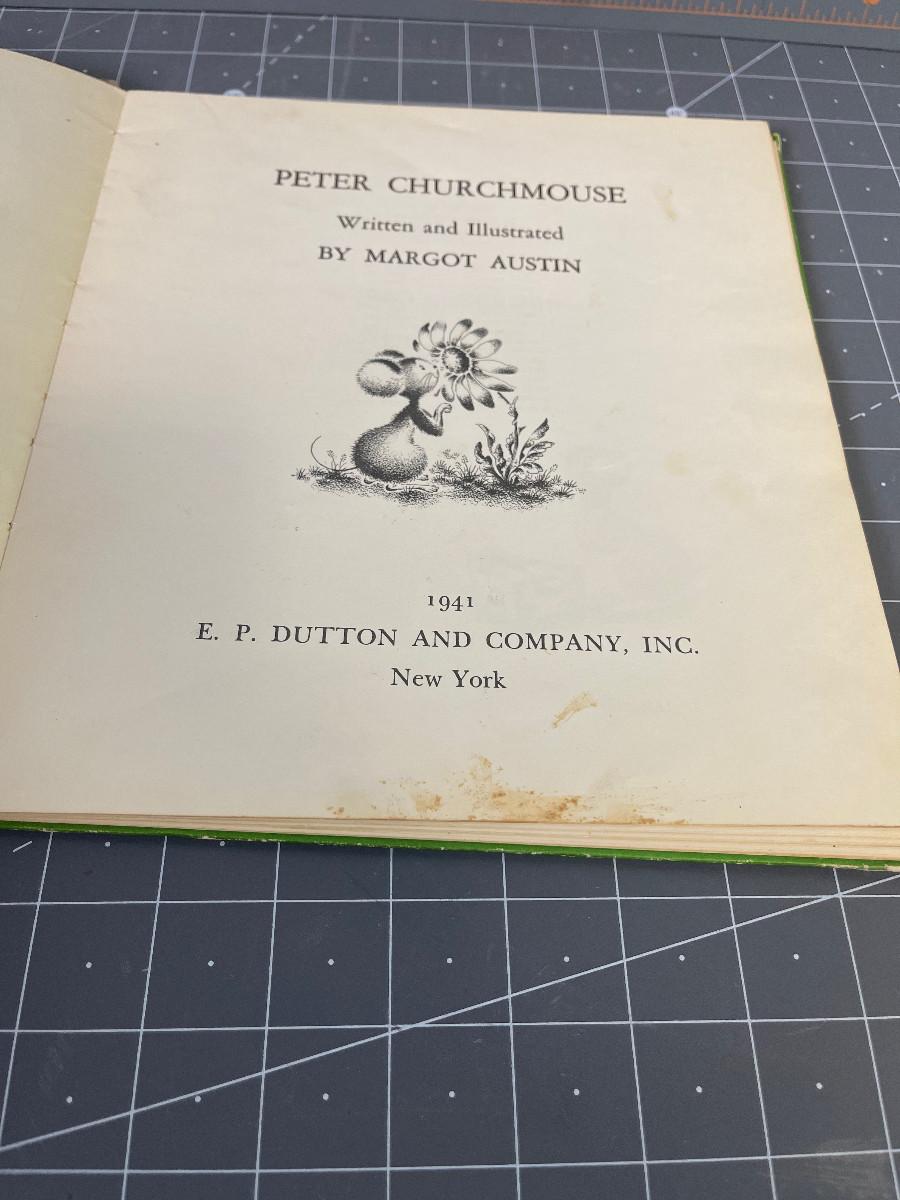 PETER CHURCHMOUSE
Written and Illustrated
BY MARGOT AUSTIN
1941
E. P. DUTTON AND COMPANY, INC.
New York